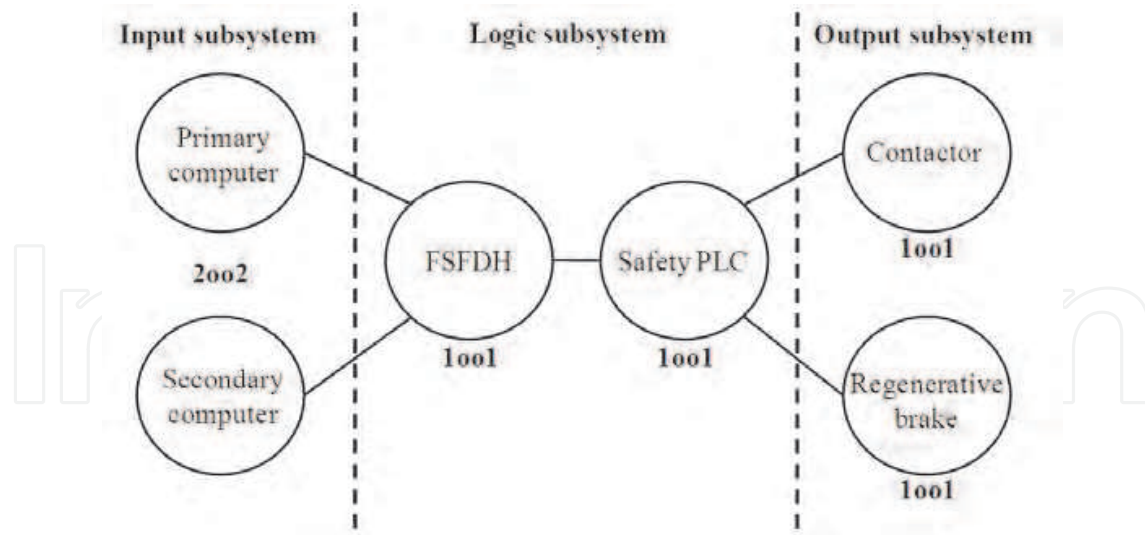 Input subsystem
Logic subsystem
Output subsystem
Primary
computer
2oo2
Secondary
computer
FSFDH
1oo1
Safety PLC
1oo1
Contactor
1oo1
Regenerative
brake
1oo1